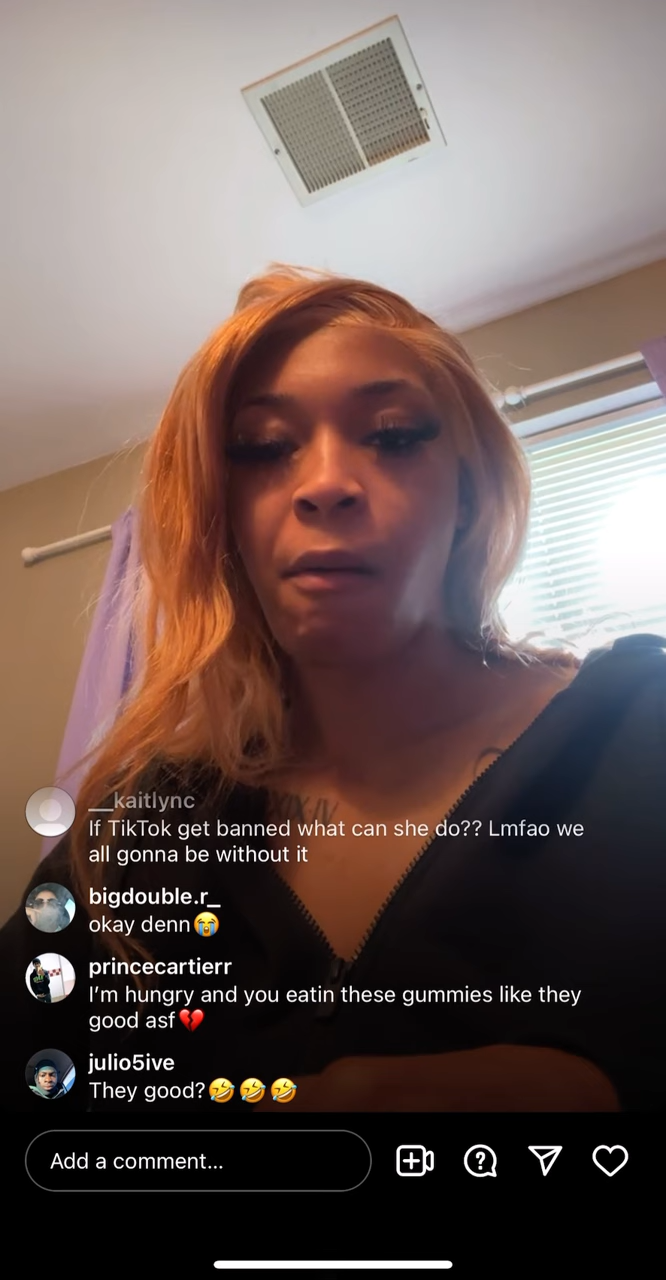 __kaitlync
If TikTok get banned what can she do?? Lmfao we
all gonna be without it
bigdouble.r_
okay denn😭
princecartierr
I’m hungry and you eatin these gummies like they
good asf💔
julio5ive
They good?🤣🤣🤣
Add a comment...